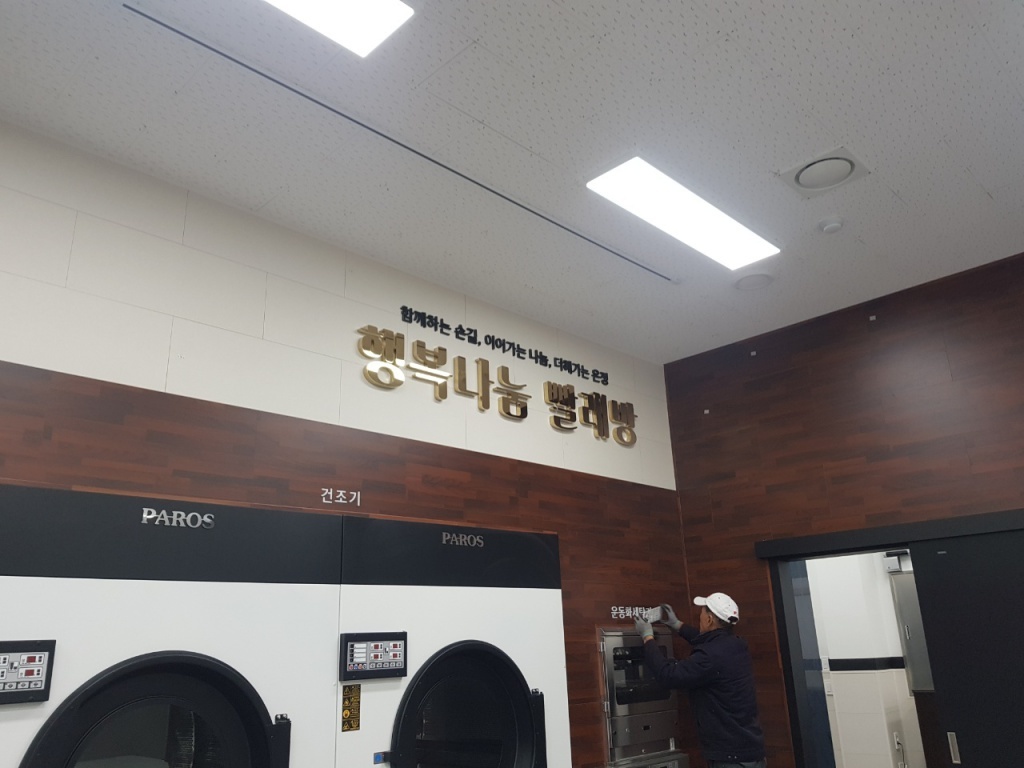 함께하는 손길, 이어가는 나눔, 더해가는 온정
행복나눔 빨래방
건조기
PAROS
PAROS
운동화세탁